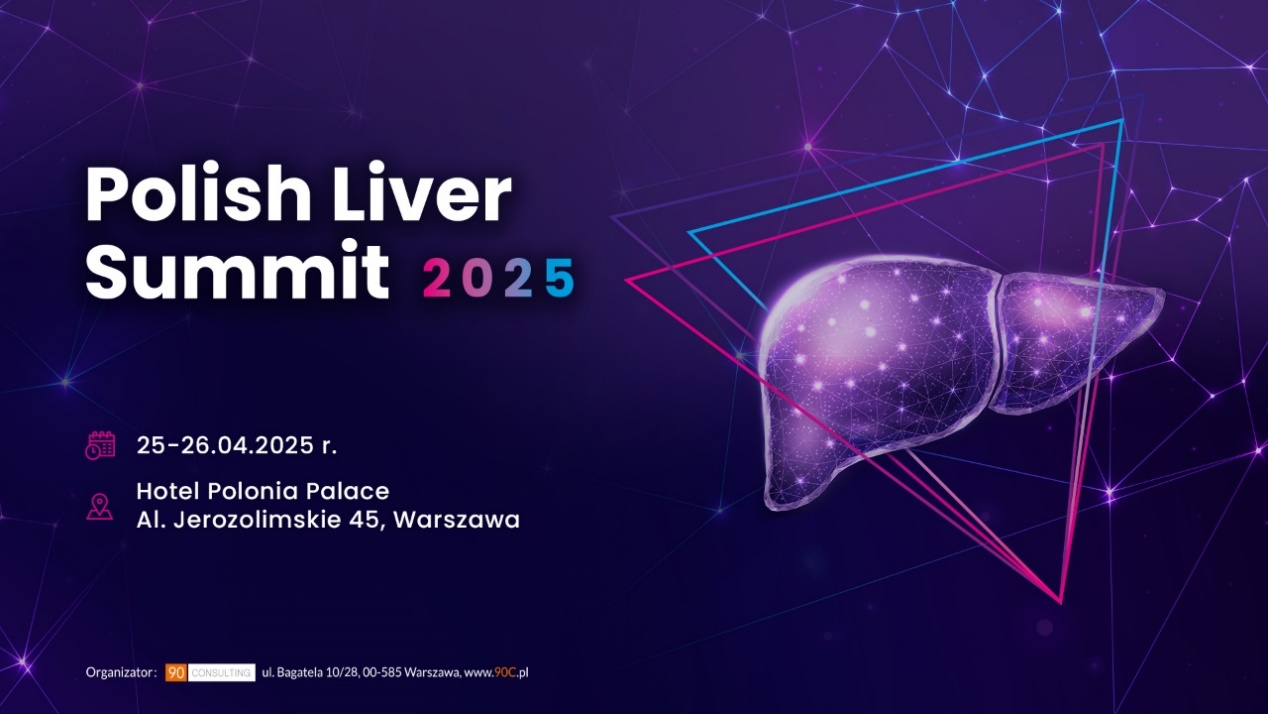 Polish Liver
Summit 2025
25-26.04.2025 r.
Hotel Polonia Palace
Al. Jerozolimskie 45, Warszawa
Organizator: 90 CONSULTING ul. Bagatela 10/28, 00-585 Warszawa, www.90C.pl